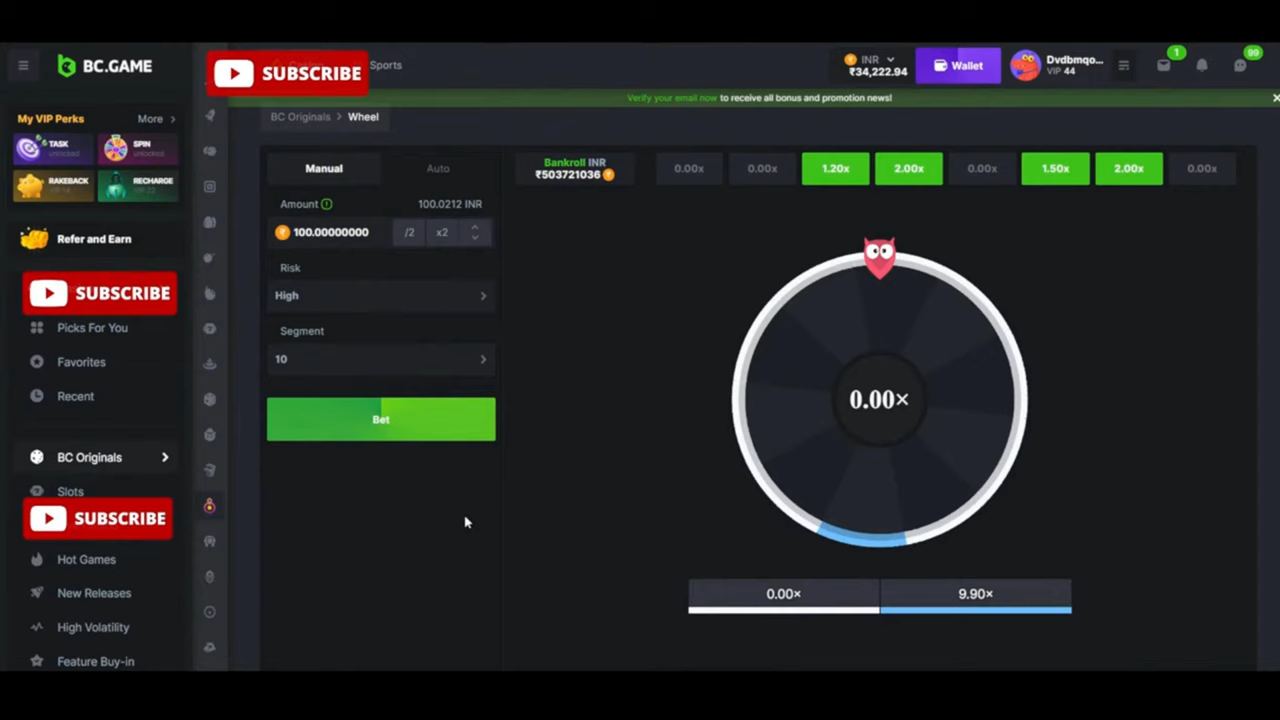 BC.GAME
SUBSCRIBE
Sports
INR
₹34,222.94
Wallet
Dvdbmqo...
VIP 44
1
99
Verify your email now to receive all bonus and promotion news!
My VIP Perks
More
TASK
unlocked
SPIN
unlocked
RAKEBACK
RECHARGE
Refer and Earn
SUBSCRIBE
Picks For You
Favorites
Recent
BC Originals
Slots
SUBSCRIBE
Hot Games
New Releases
High Volatility
Feature Buy-in
BC Originals > Wheel
Manual
Auto
Amount
100.0212 INR
100.00000000
/2
x2
Risk
High
Segment
10
Bet
Bankroll INR
₹503721036
0.00x
0.00x
1.20x
2.00x
0.00x
1.50x
2.00x
0.00x
0.00×
0.00×
9.90×